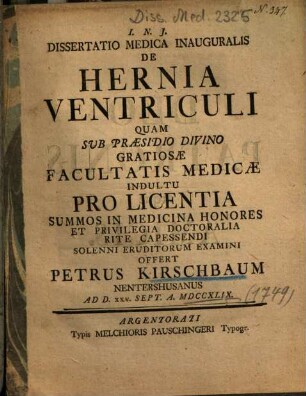 Diss. Med. 2325 N. 347.
I. N. J.
DISSERTATIO MEDICA INAUGURALIS
DE
HERNIA
VENTRICULI
QUAM
SUB PRÆSIDIO DIVINO
GRATIOSÆ
FACULTATIS MEDICÆ
INDULTU
PRO LICENTIA
SUMMOS IN MEDICINA HONORES
ET PRIVILEGIA DOCTORALIA
RITE CAPESSENDI
SOLENNI ERUDITORUM EXAMINI
OFFERT
PETRUS KIRSCHBAUM
NENTERSHUSANUS
AD D. XXV. SEPT. A. MDCCXLIX.
(1749)
ARGENTORATI
Typis MELCHIORIS PAUSCHINGERI Typogr.